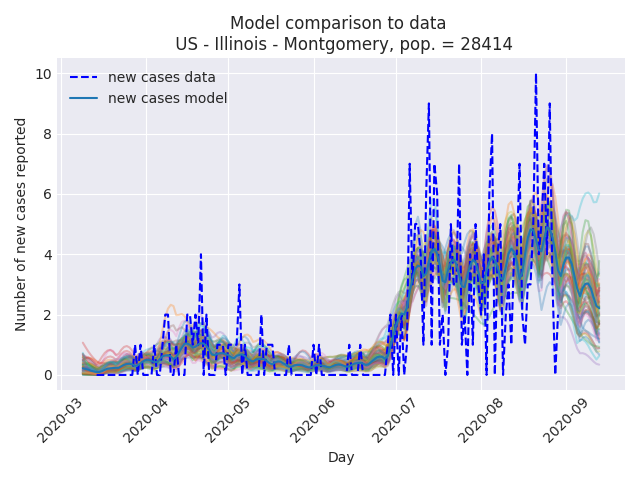 Model comparison to data
US - Illinois - Montgomery, pop. = 28414
new cases data
new cases model
Number of new cases reported
10
8
6
4
2
0
2020-03
2020-04
2020-05
2020-06
2020-07
2020-08
2020-09
Day